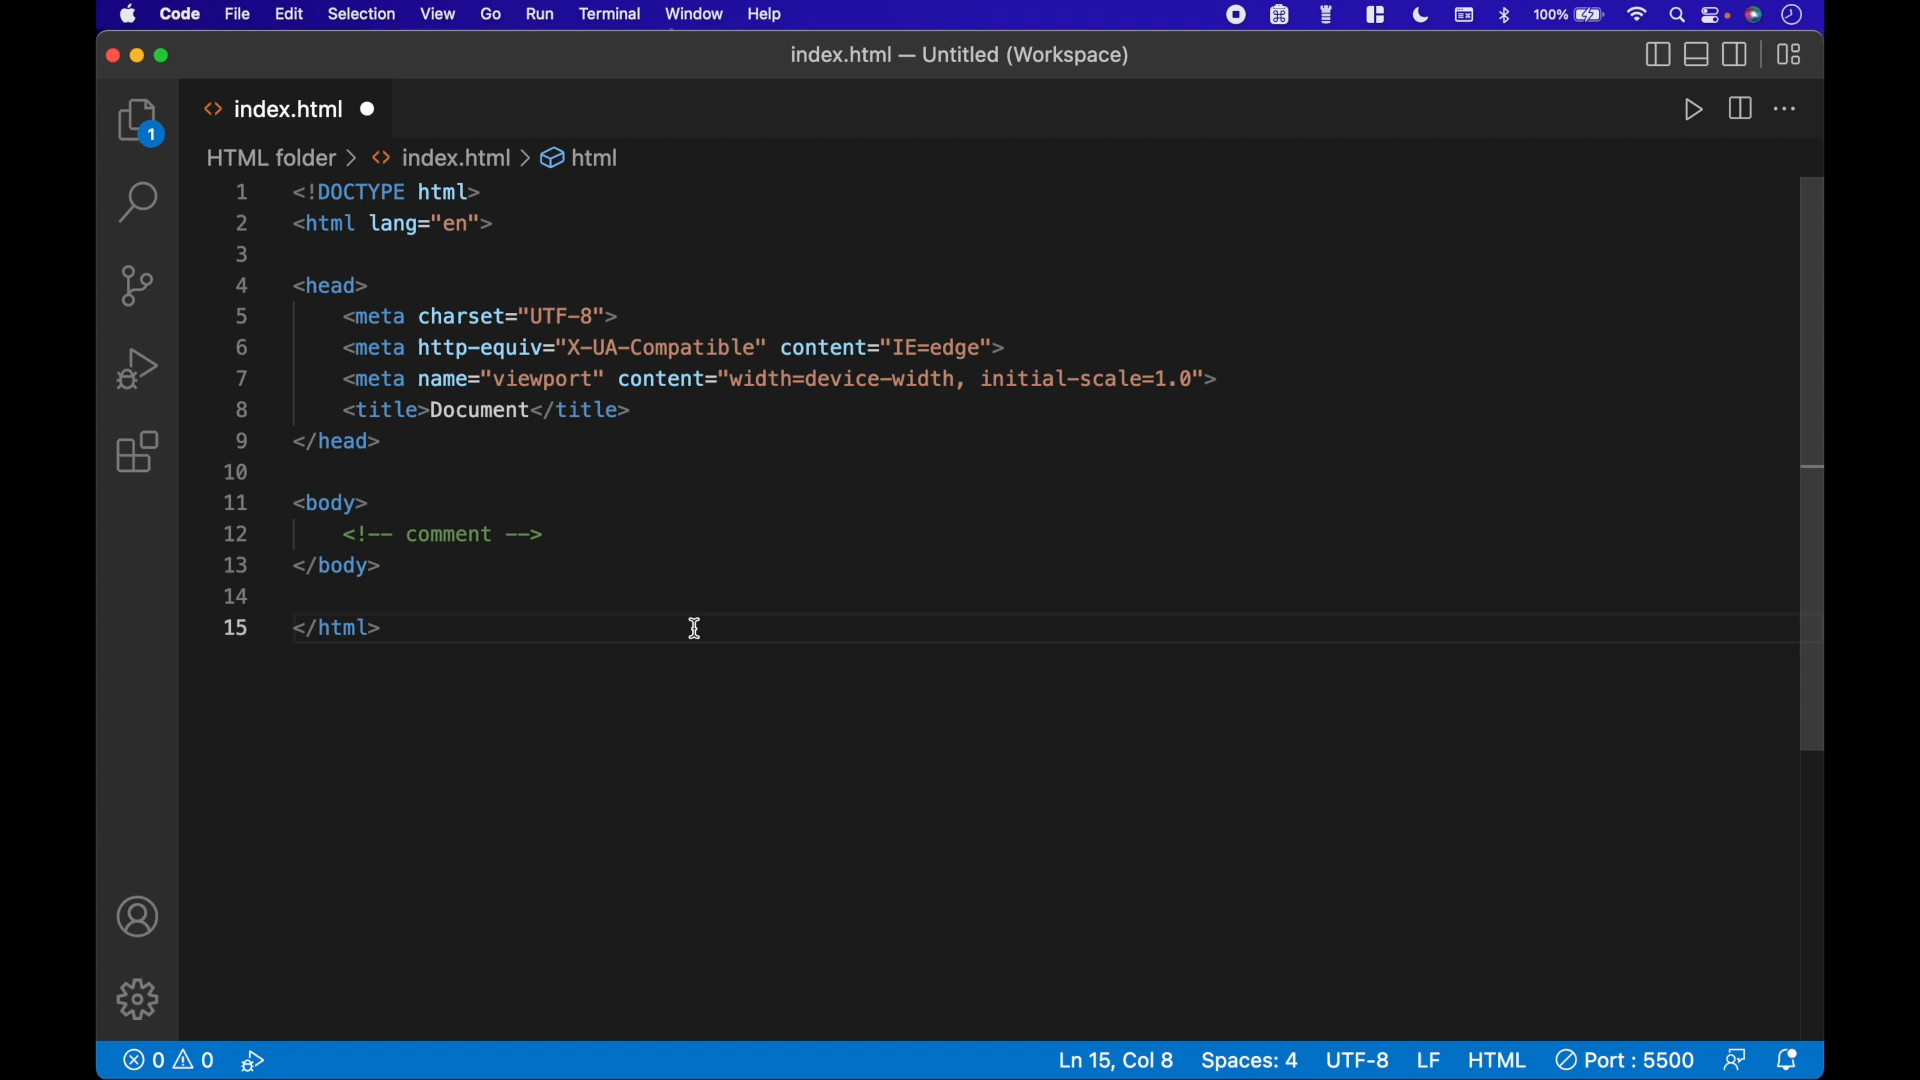 Code File Edit Selection View Go Run Terminal Window Help 100%
index.html — Untitled (Workspace)
1
index.html
HTML folder > index.html > html
1 <!DOCTYPE html>
2 <html lang="en">
3
4 <head>
5 <meta charset="UTF-8">
6 <meta http-equiv="X-UA-Compatible" content="IE=edge">
7 <meta name="viewport" content="width=device-width, initial-scale=1.0">
8 <title>Document</title>
9 </head>
10
11 <body>
12 <!-- comment -->
13 </body>
14
15 </html>
0 0 Ln 15, Col 8 Spaces: 4 UTF-8 LF HTML Port : 5500